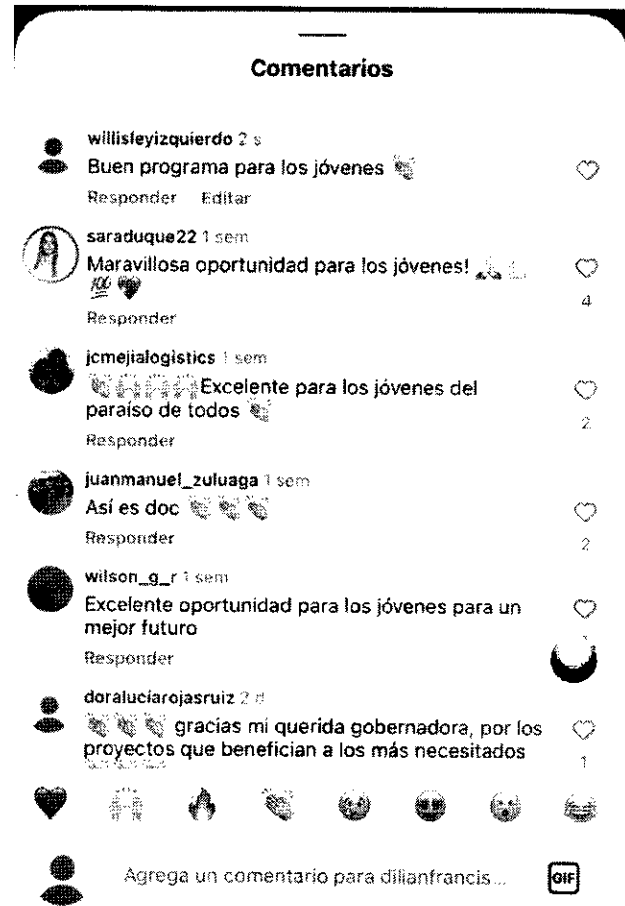 Comentarios
willisleyizquierdo 2 s
Buen programa para los jóvenes 👏
Responder Editar
saraduque22 1 sem
Maravillosa oportunidad para los jóvenes!
💯
Responder
4
jcmejialogistics 1 sem
👏🙌🙌🙌Excelente para los jóvenes del
paraíso de todos 👏
Responder
2
juanmanuel_zuluaga 1 sem
Así es doc 👏👏👏
Responder
2
wilson_g_r 1 sem
Excelente oportunidad para los jóvenes para un
mejor futuro
Responder
doraluciarojasruiz 2 d
👏👏👏 gracias mi querida gobernadora, por los
proyectos que benefician a los más necesitados
1
Agrega un comentario para dilianfrancis...
GIF